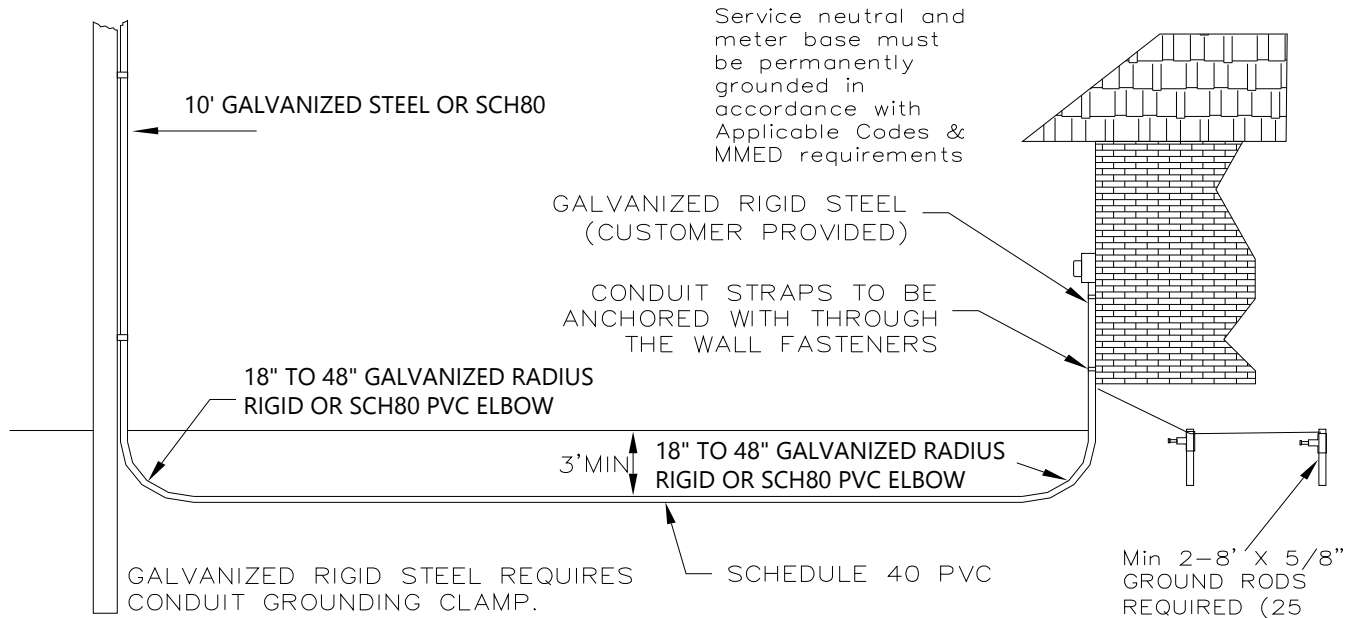 Service neutral and
meter base must
be permanently
grounded in
accordance with
Applicable Codes &
MMED requirements
10' GALVANIZED STEEL OR SCH80
GALVANIZED RIGID STEEL
(CUSTOMER PROVIDED)
CONDUIT STRAPS TO BE
ANCHORED WITH THROUGH
THE WALL FASTENERS
18" TO 48" GALVANIZED RADIUS
RIGID OR SCH80 PVC ELBOW
3'MIN
18" TO 48" GALVANIZED RADIUS
RIGID OR SCH80 PVC ELBOW
GALVANIZED RIGID STEEL REQUIRES
CONDUIT GROUNDING CLAMP.
SCHEDULE 40 PVC
Min 2-8' X 5/8"
GROUND RODS
REQUIRED (25